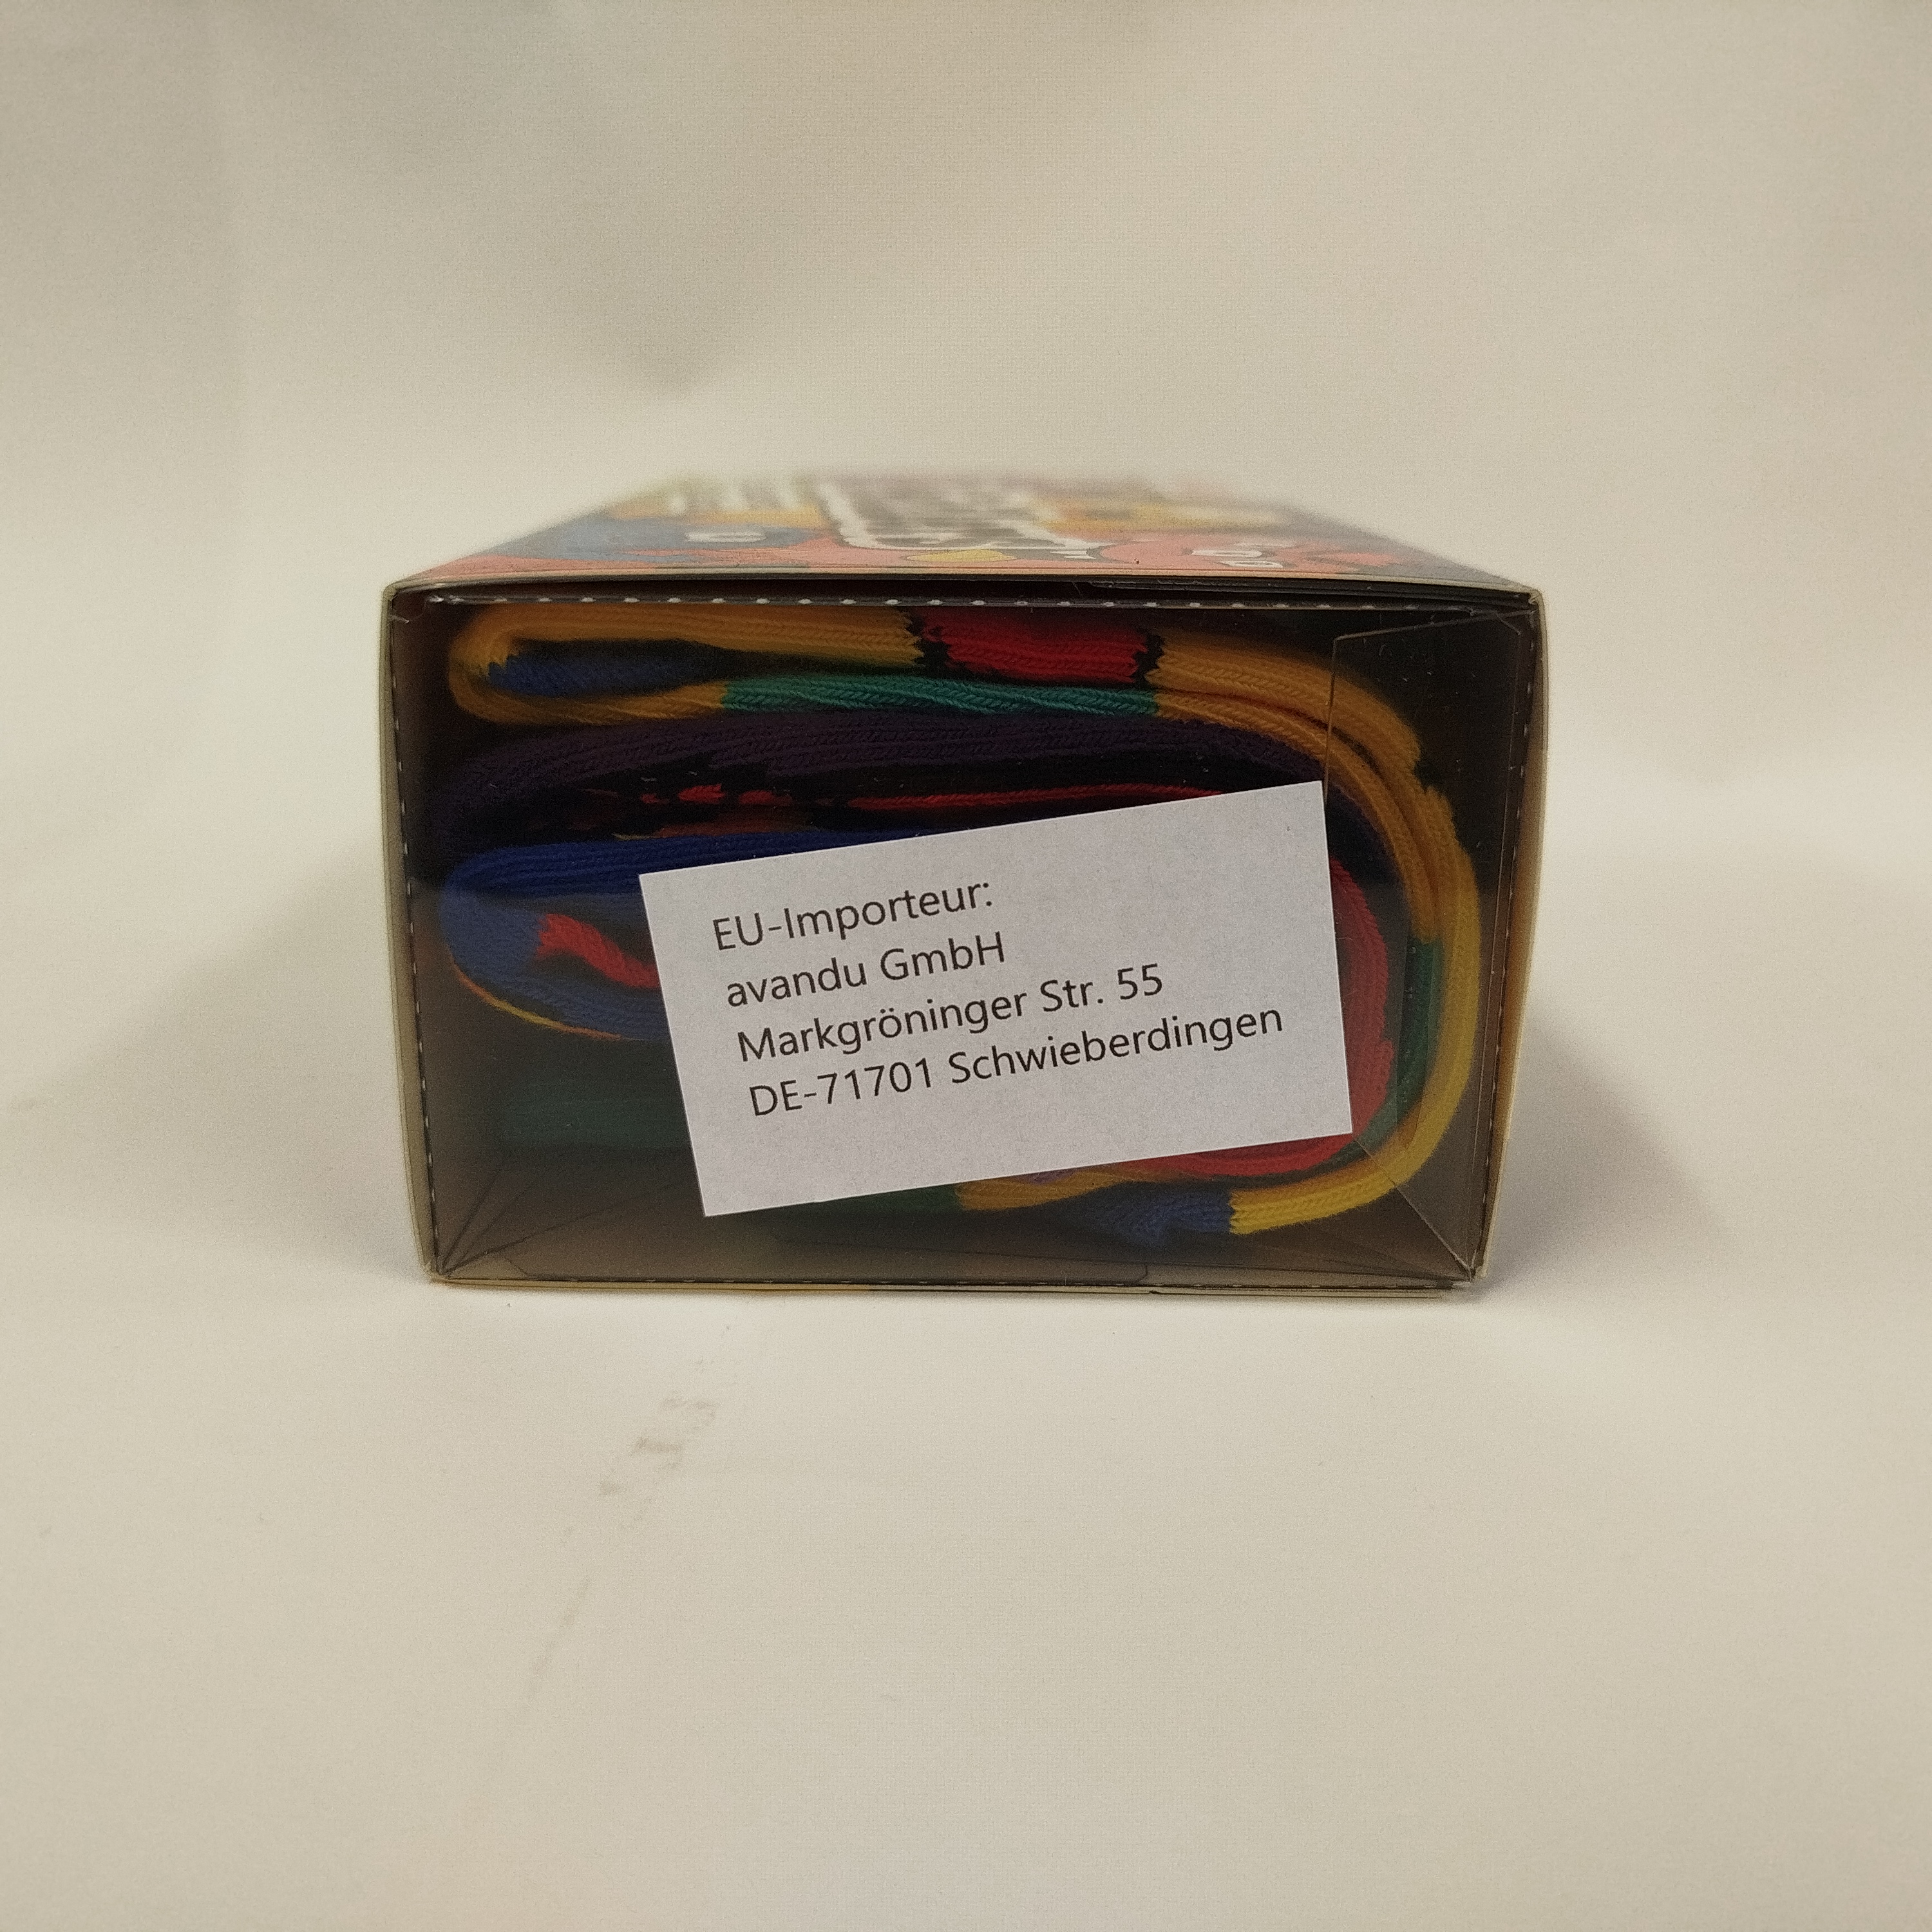 EU-Importeur:
avandu GmbH
Markgröninger Str. 55
DE-71701 Schwieberdingen